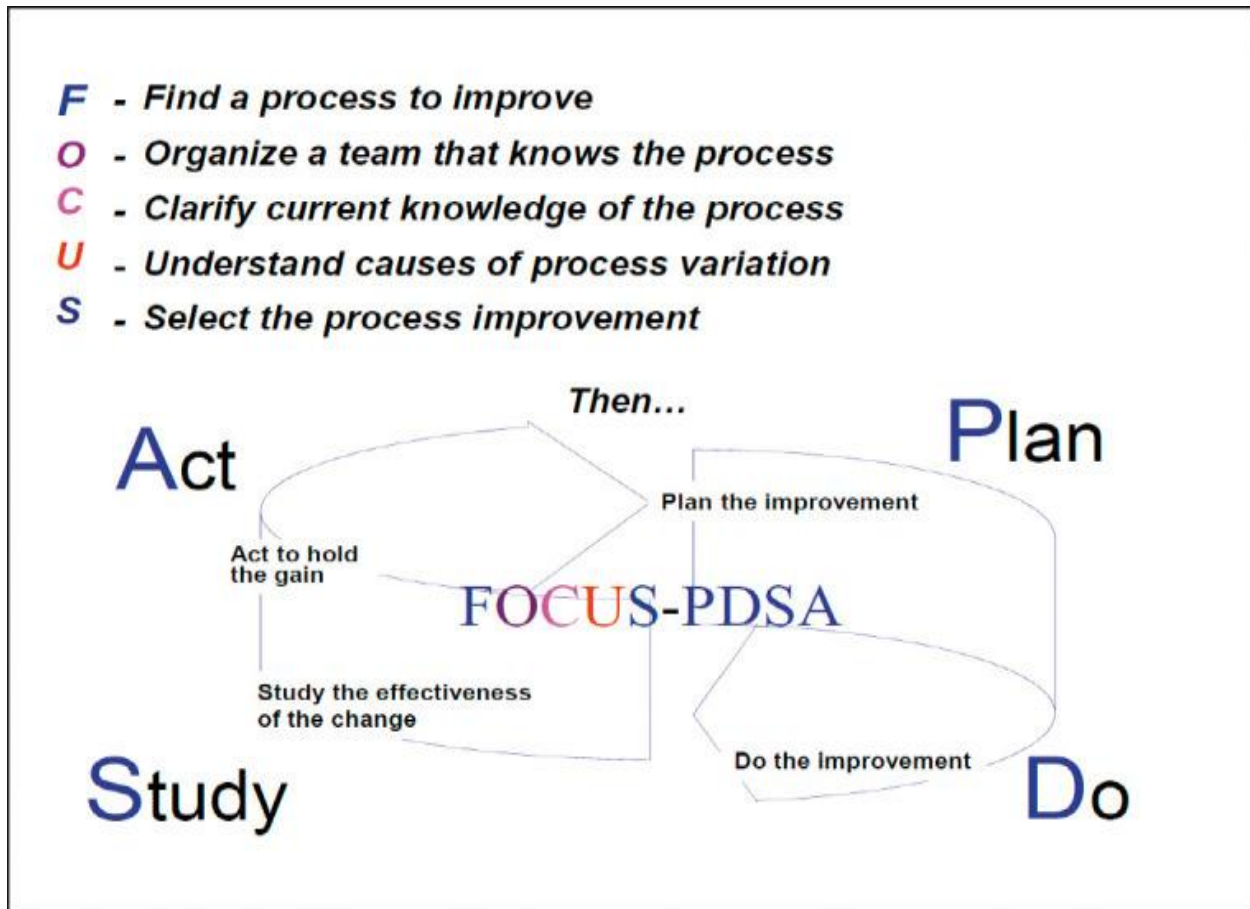 F - Find a process to improve
O - Organize a team that knows the process
C - Clarify current knowledge of the process
U - Understand causes of process variation
S - Select the process improvement
Then…
Act
Plan
Plan the improvement
Act to hold
the gain
FOCUS-PDSA
Study the effectiveness
of the change
Do the improvement
Study
Do